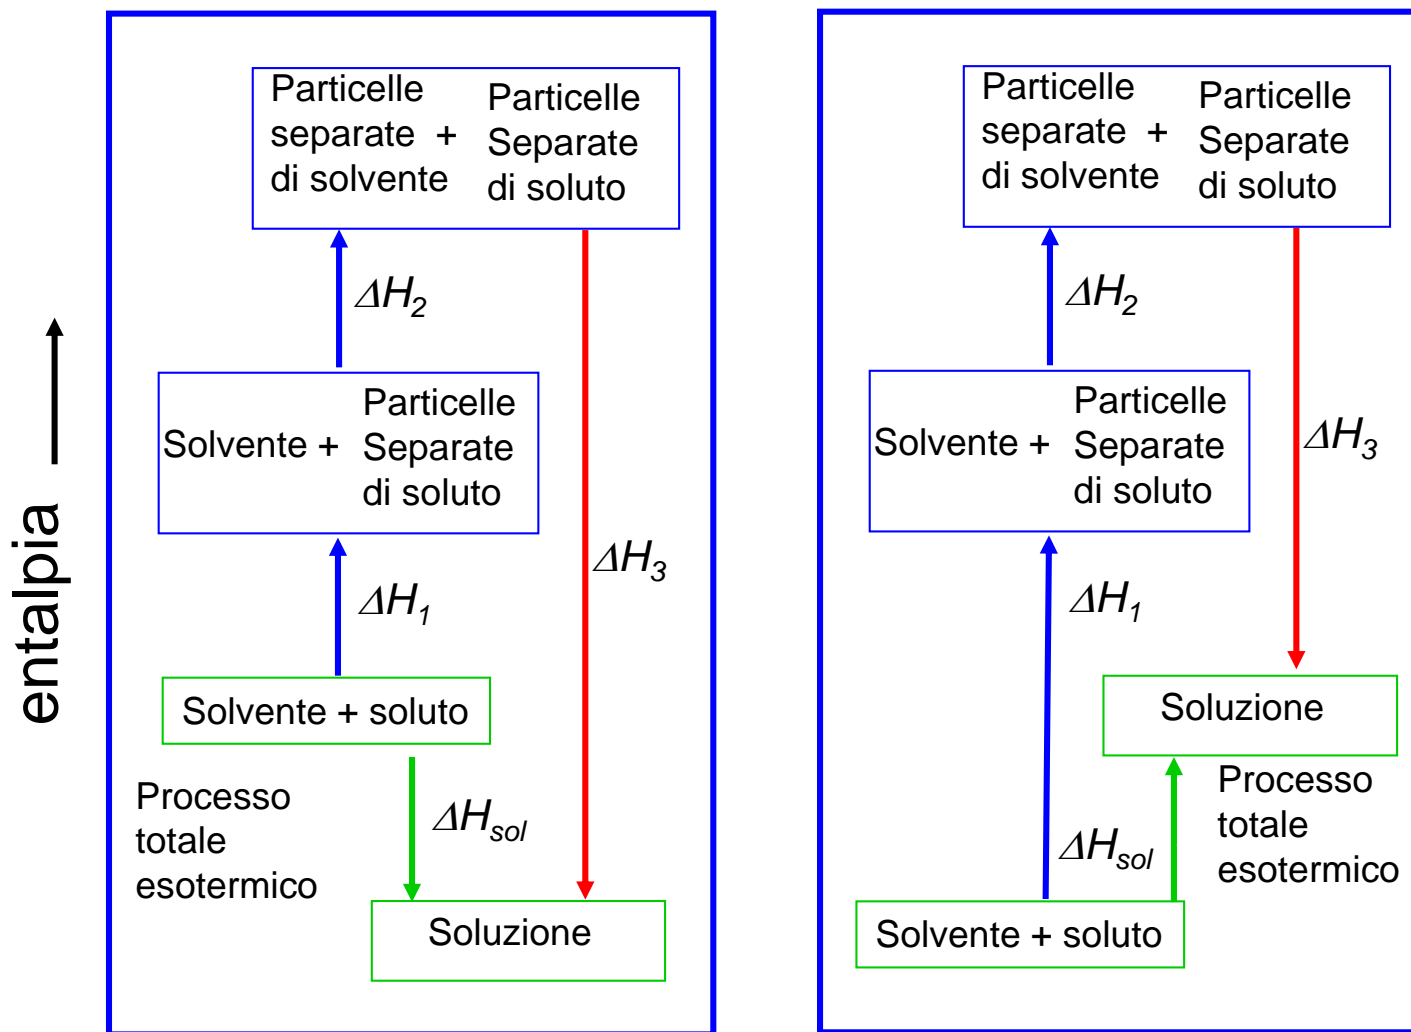 entalpia
Particelle
separate +
di solvente
Particelle
Separate
di soluto
ΔH2
Solvente +
Particelle
Separate
di soluto
ΔH3
ΔH1
Solvente + soluto
Processo
totale
esotermico
ΔHsol
Soluzione
Particelle
separate +
di solvente
Particelle
Separate
di soluto
ΔH2
Solvente +
Particelle
Separate
di soluto
ΔH3
ΔH1
Soluzione
Processo
totale
esotermico
ΔHsol
Solvente + soluto